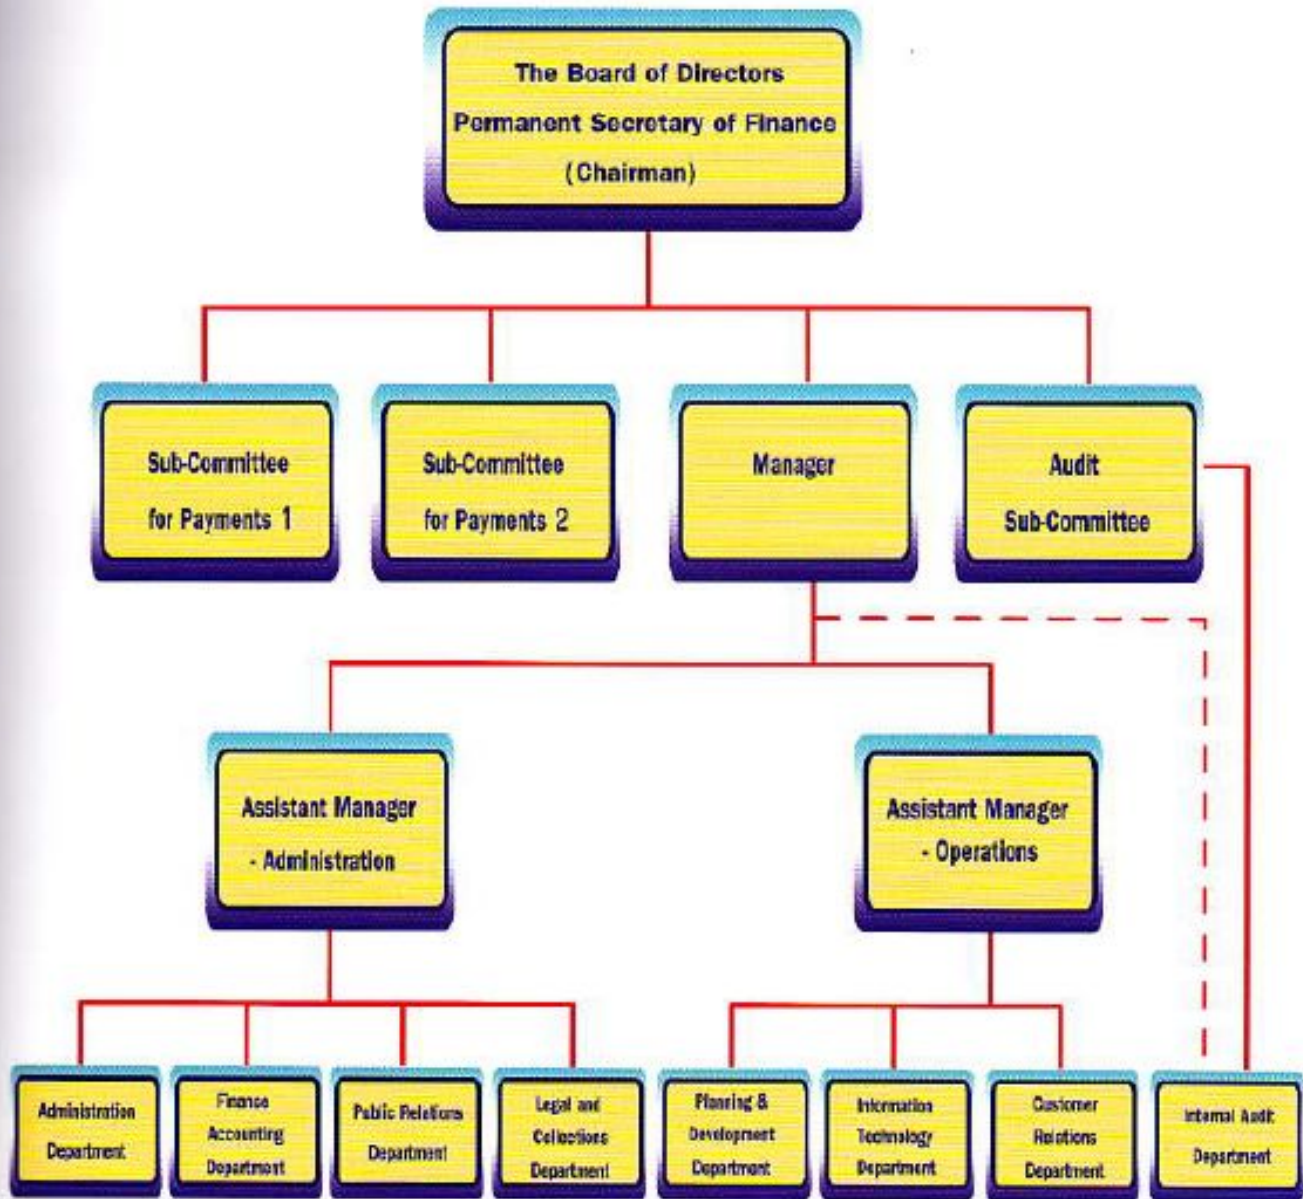 The Board of Directors
Permanent Secretary of Finance
(Chairman)
Sub-Committee
for Payments 1
Sub-Committee
for Payments 2
Manager
Audit
Sub-Committee
Assistant Manager
- Administration
Assistant Manager
- Operations
Administration
Department
Finance
Accounting
Department
Public Relations
Department
Legal and
Collections
Department
Planning &
Development
Department
Information
Technology
Department
Customer
Relations
Department
Internal Audit
Department